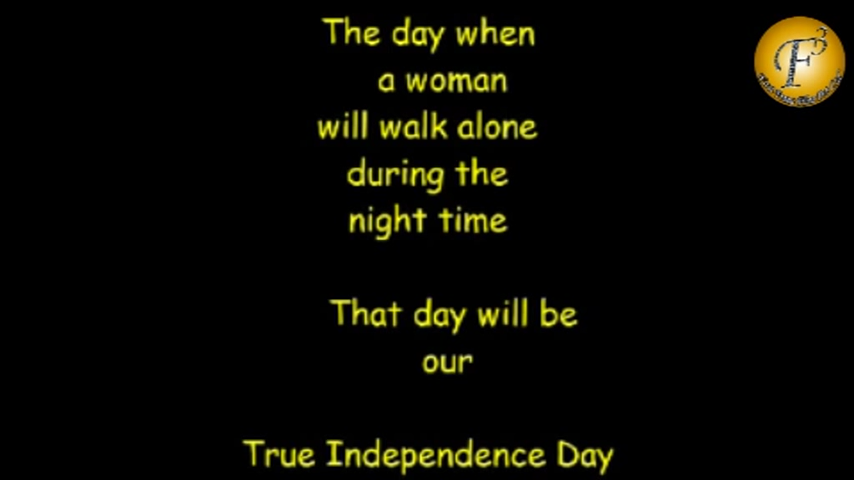 The day when
a woman
will walk alone
during the
night time
That day will be
our
True Independence Day
F3